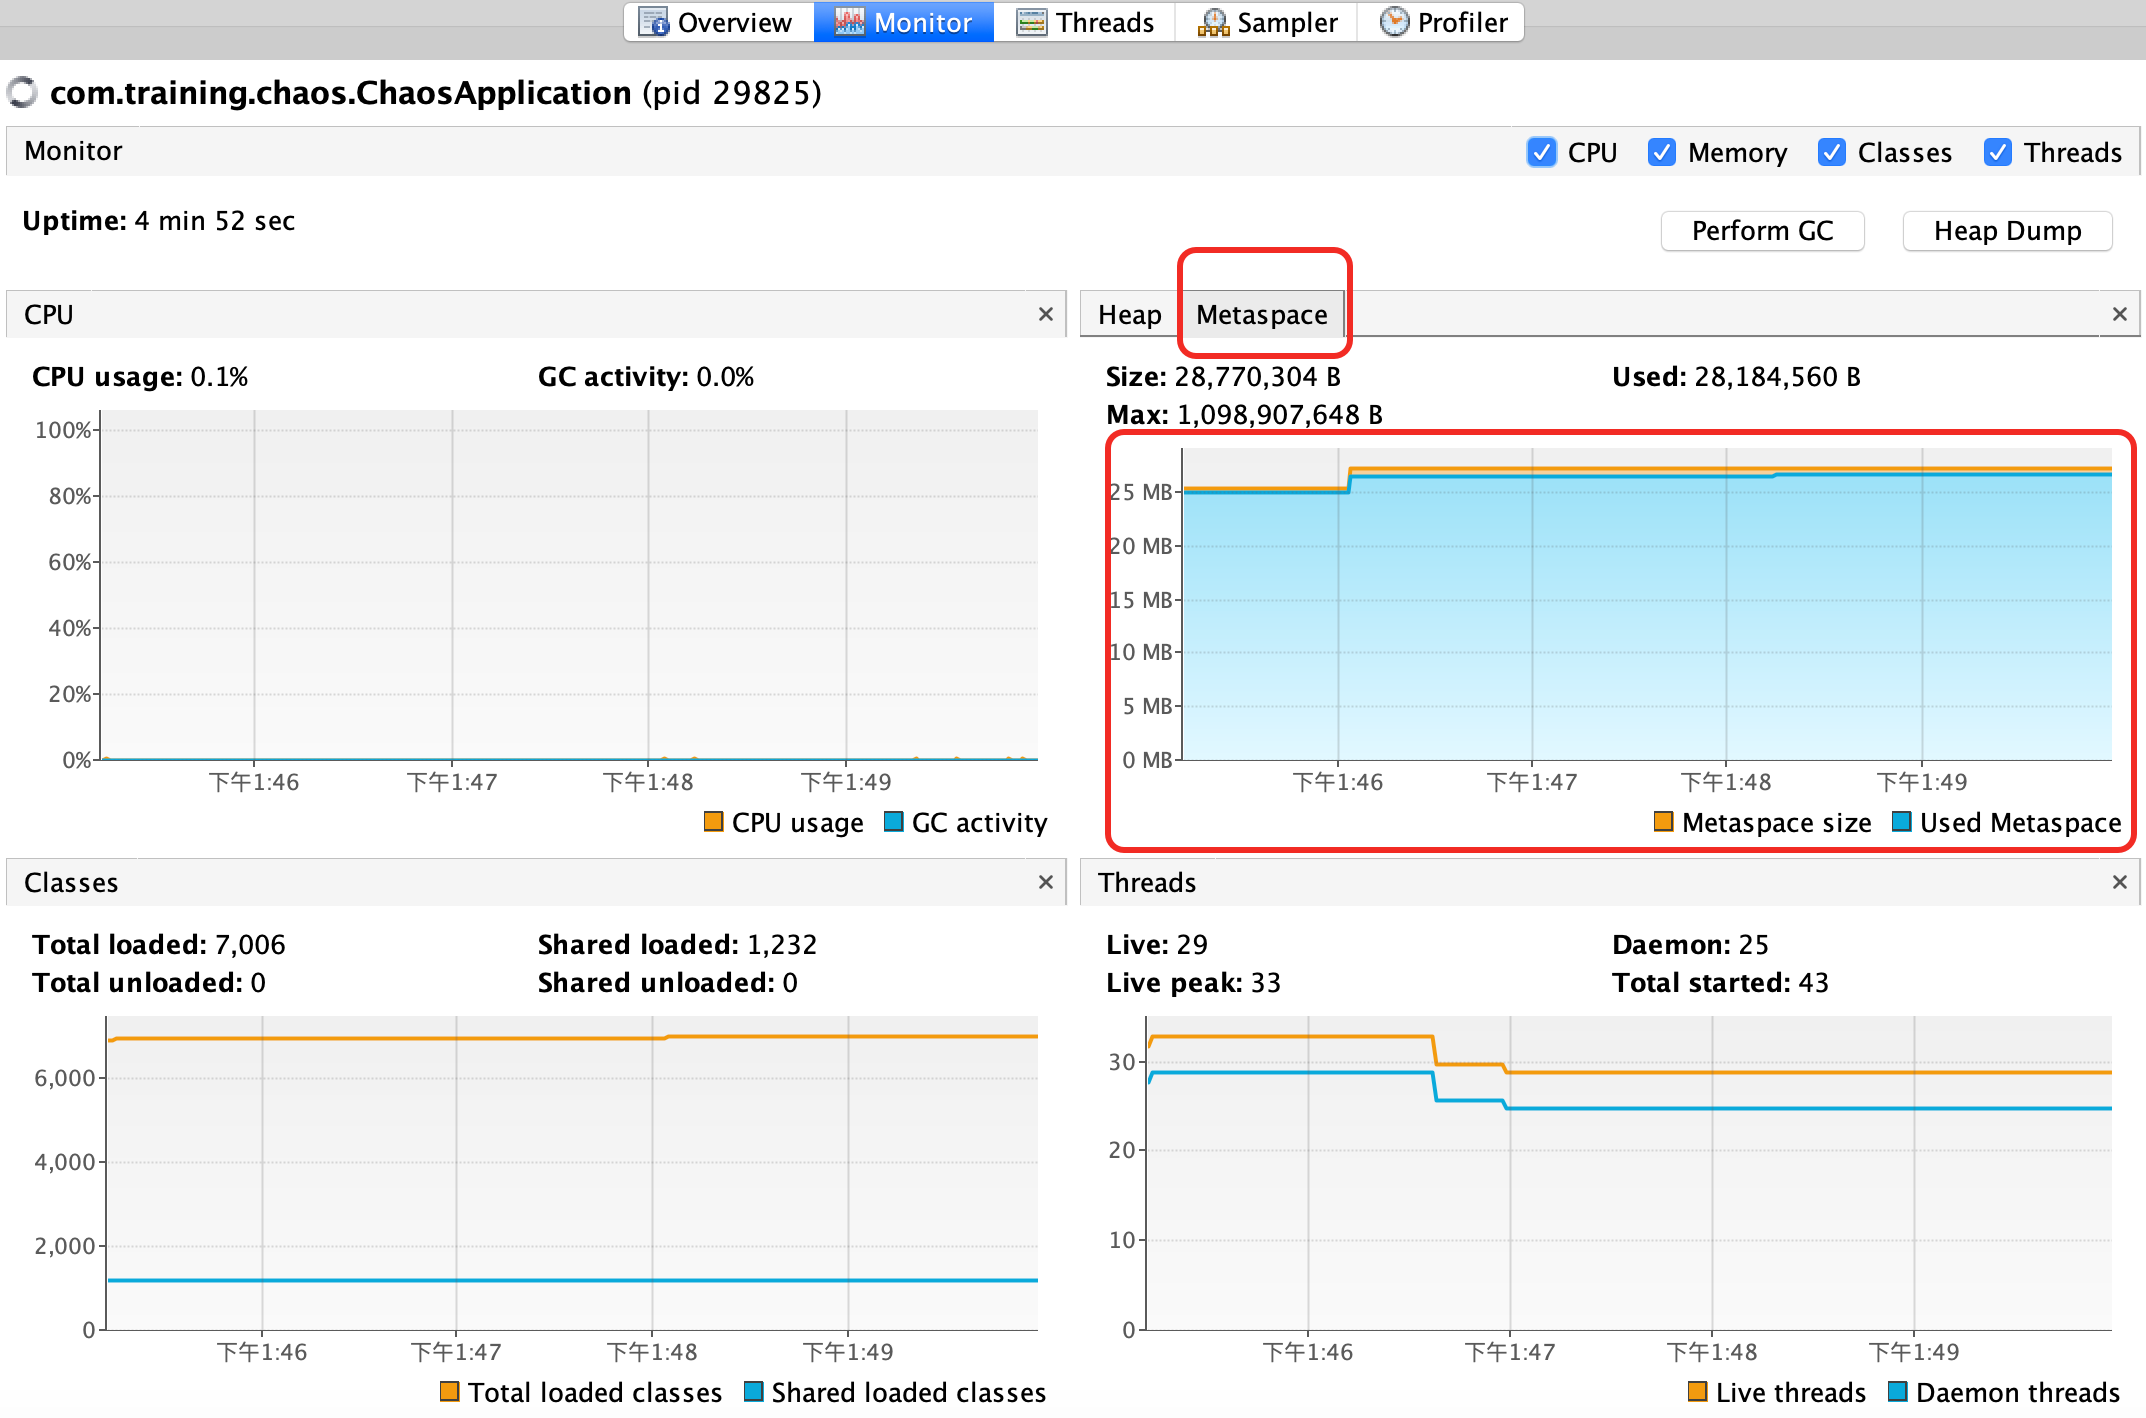 Overview Monitor Threads Sampler Profiler
com.training.chaos.ChaosApplication (pid 29825)
Monitor CPU Memory Classes Threads
Uptime: 4 min 52 sec
Perform GC Heap Dump
CPU
CPU usage: 0.1% GC activity: 0.0%
100%
80%
60%
40%
20%
0%
下午1:46 下午1:47 下午1:48 下午1:49
CPU usage GC activity
Heap Metaspace
Size: 28,770,304 B Used: 28,184,560 B
Max: 1,098,907,648 B
25 MB
20 MB
15 MB
10 MB
5 MB
0 MB
下午1:46 下午1:47 下午1:48 下午1:49
Metaspace size Used Metaspace
Classes
Total loaded: 7,006 Shared loaded: 1,232
Total unloaded: 0 Shared unloaded: 0
6,000
4,000
2,000
0
下午1:46 下午1:47 下午1:48 下午1:49
Total loaded classes Shared loaded classes
Threads
Live: 29 Daemon: 25
Live peak: 33 Total started: 43
30
20
10
0
下午1:46 下午1:47 下午1:48 下午1:49
Live threads Daemon threads